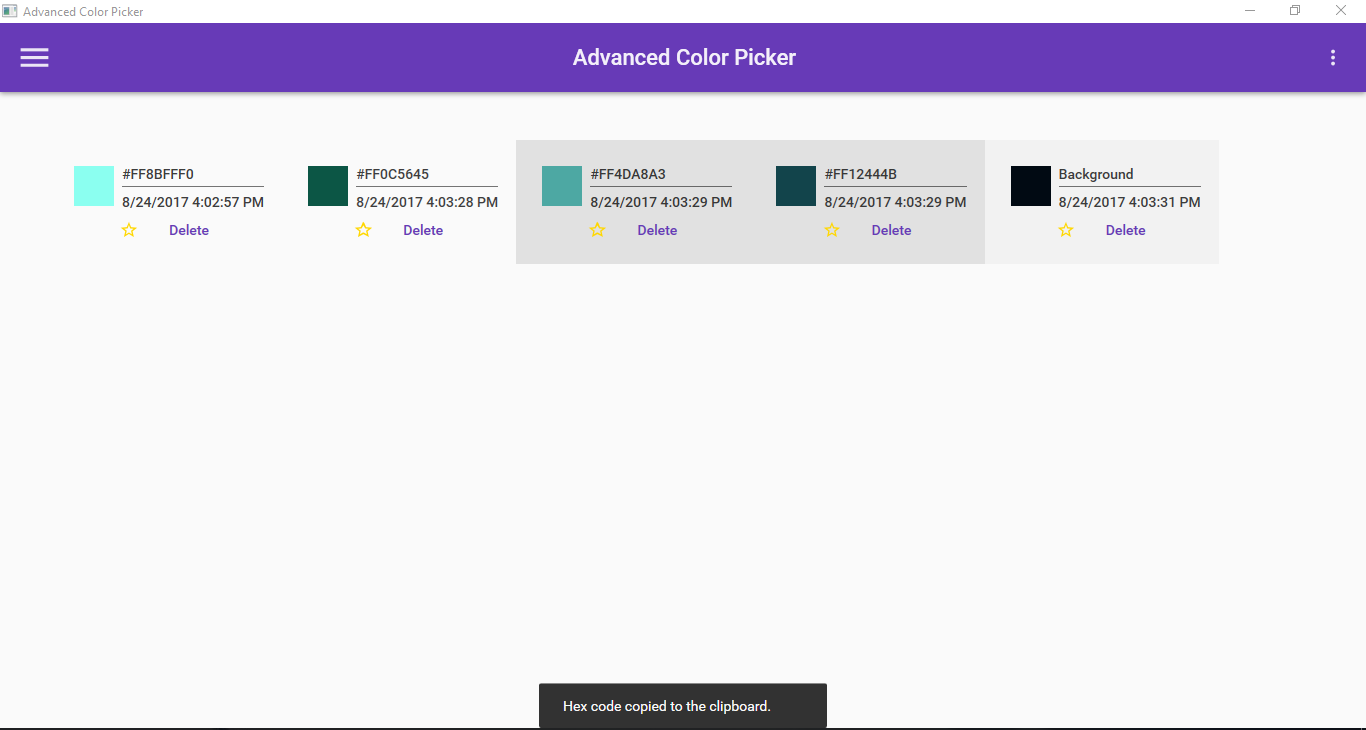 Advanced Color Picker
Advanced Color Picker
#FF8BFFF0
8/24/2017 4:02:57 PM
Delete
#FF0C5645
8/24/2017 4:03:28 PM
Delete
#FF4DA8A3
8/24/2017 4:03:29 PM
Delete
#FF12444B
8/24/2017 4:03:29 PM
Delete
Background
8/24/2017 4:03:31 PM
Delete
Hex code copied to the clipboard.